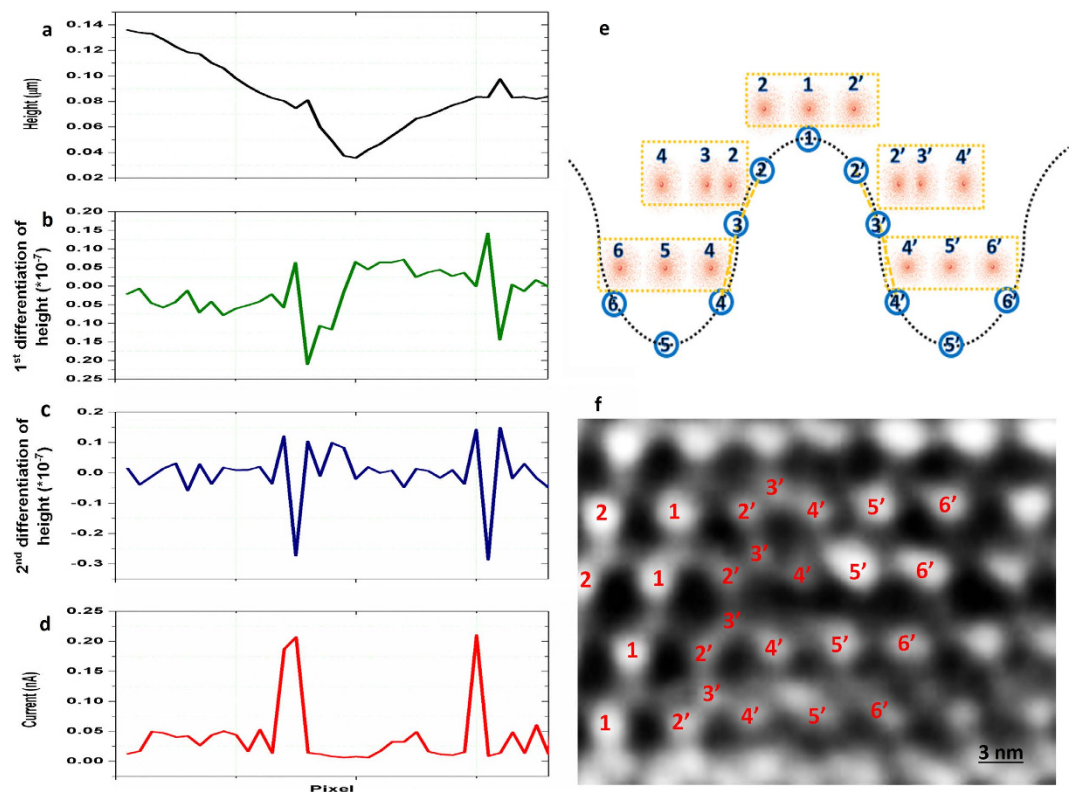 a
0.14
0.10
0.06
0.02
Height (μm)
b
0.20
0.15
0.10
0.05
0.00
0.05
0.10
0.15
0.20
0.25
1st differentiation of
height (*10-7)
c
0.2
0.1
0.0
-0.1
-0.2
-0.3
2nd differentiation of
height (*10-7)
d
0.25
0.20
0.15
0.10
0.05
0.00
Current (nA)
Pixel
e
2 1 2’
1
4 3 2
2
2’
2’ 3’ 4’
3
3’
6 5 4
4’ 5’ 6’
6
4
4’
6’
5
5’
f
3’
2 1 2’ 4’ 5’ 6’
3’
2 1 2’ 4’ 5’ 6’
3’
1 2’ 4’ 5’ 6’
3’
1 2’ 4’ 5’ 6’
3 nm